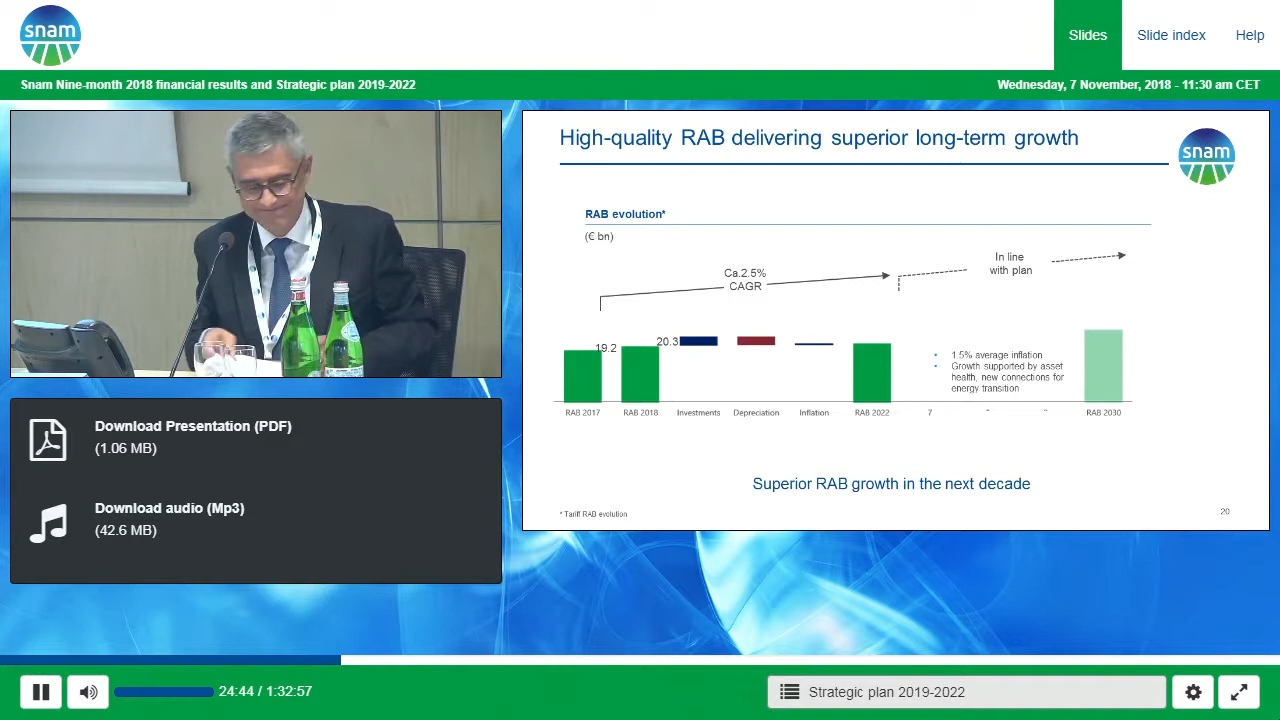 snam
Slides
Slide index
Help
Snam Nine-month 2018 financial results and Strategic plan 2019-2022
Wednesday, 7 November, 2018 - 11:30 am CET
High-quality RAB delivering superior long-term growth
snam
RAB evolution*
(€ bn)
Ca.2.5%
CAGR
In line
with plan
19.2
20.3
• 1.5% average inflation
• Growth supported by asset
health, new connections for
energy transition
RAB 2017
RAB 2018
Investments
Depreciation
Inflation
RAB 2022
7
RAB 2030
Superior RAB growth in the next decade
* Tariff RAB evolution
20
Download Presentation (PDF)
(1.06 MB)
Download audio (Mp3)
(42.6 MB)
24:44 / 1:32:57
Strategic plan 2019-2022